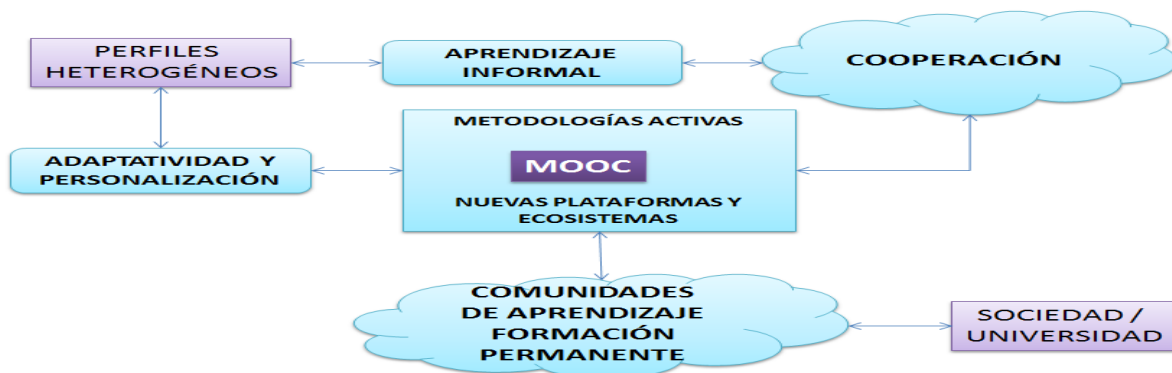 PERFILES
HETEROGÉNEOS
APRENDIZAJE
INFORMAL
COOPERACIÓN
METODOLOGÍAS ACTIVAS
MOOC
NUEVAS PLATAFORMAS Y
ECOSISTEMAS
ADAPTATIVIDAD Y
PERSONALIZACIÓN
COMUNIDADES
DE APRENDIZAJE
FORMACIÓN
PERMANENTE
SOCIEDAD /
UNIVERSIDAD